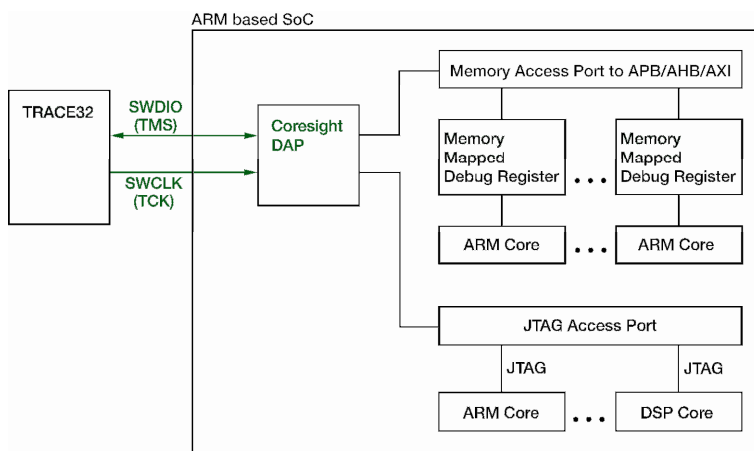 ARM based SoC
TRACE32
SWDIO
(TMS)
SWCLK
(TCK)
Coresight
DAP
Memory Access Port to APB/AHB/AXI
Memory
Mapped
Debug Register
...
Memory
Mapped
Debug Register
ARM Core
...
ARM Core
JTAG Access Port
JTAG
JTAG
ARM Core
...
DSP Core